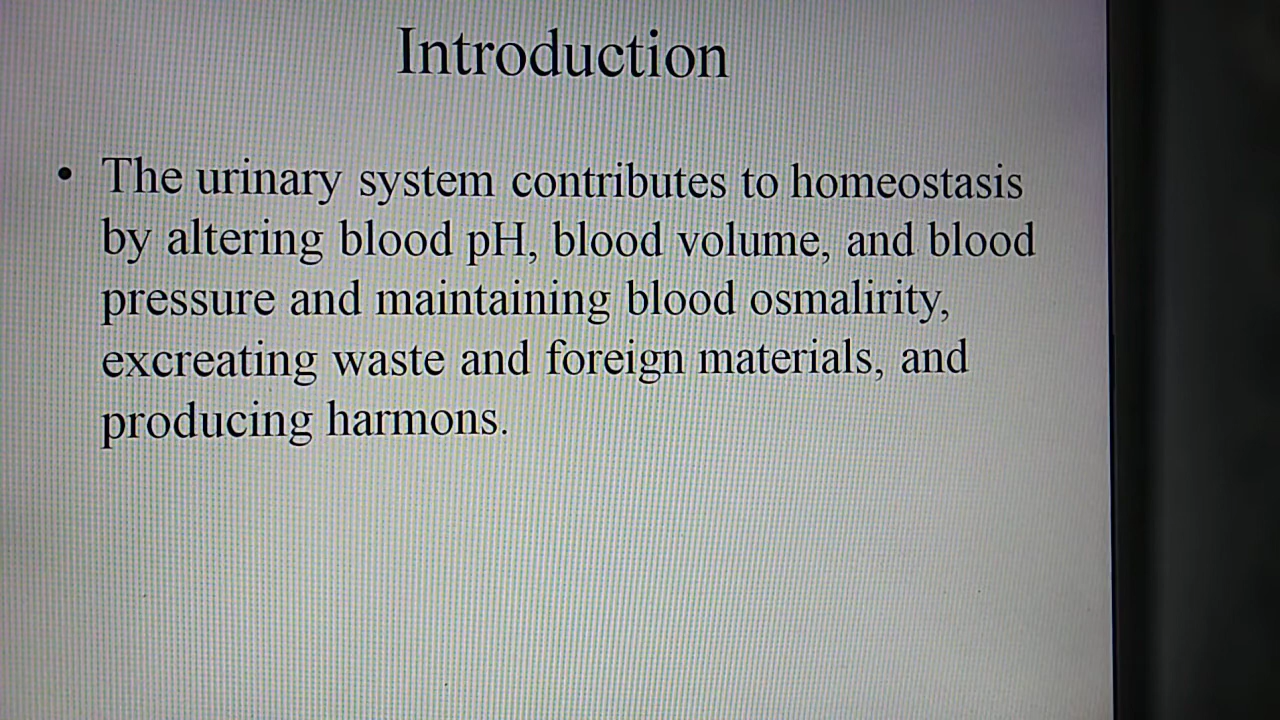 Introduction
• The urinary system contributes to homeostasis
by altering blood pH, blood volume, and blood
pressure and maintaining blood osmalirity,
excreating waste and foreign materials, and
producing harmons.